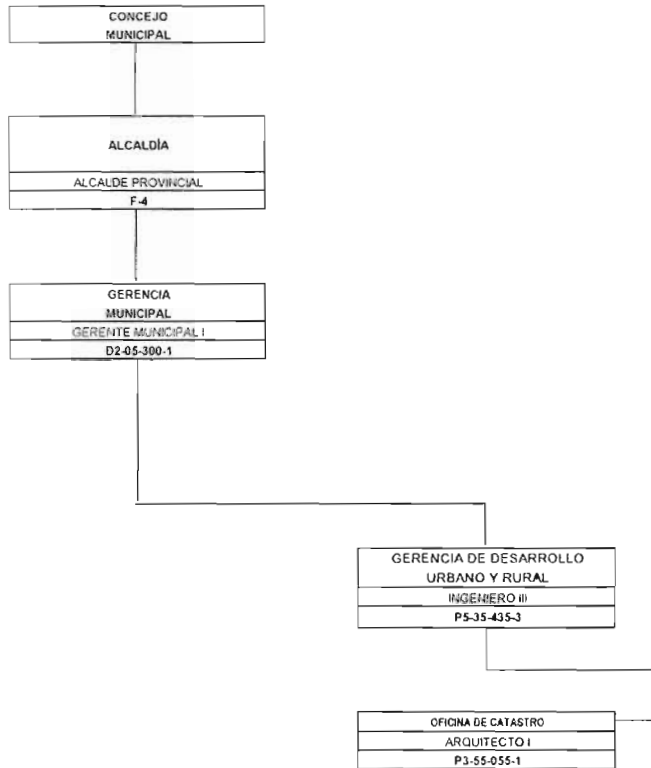 CONCEJO
MUNICIPAL
ALCALDÍA
ALCALDE PROVINCIAL
F-4
GERENCIA
MUNICIPAL
GERENTE MUNICIPAL I
D2-05-300-1
GERENCIA DE DESARROLLO
URBANO Y RURAL
INGENIERO III
P5-35-435-3
OFICINA DE CATASTRO
ARQUITECTO I
P3-55-055-1